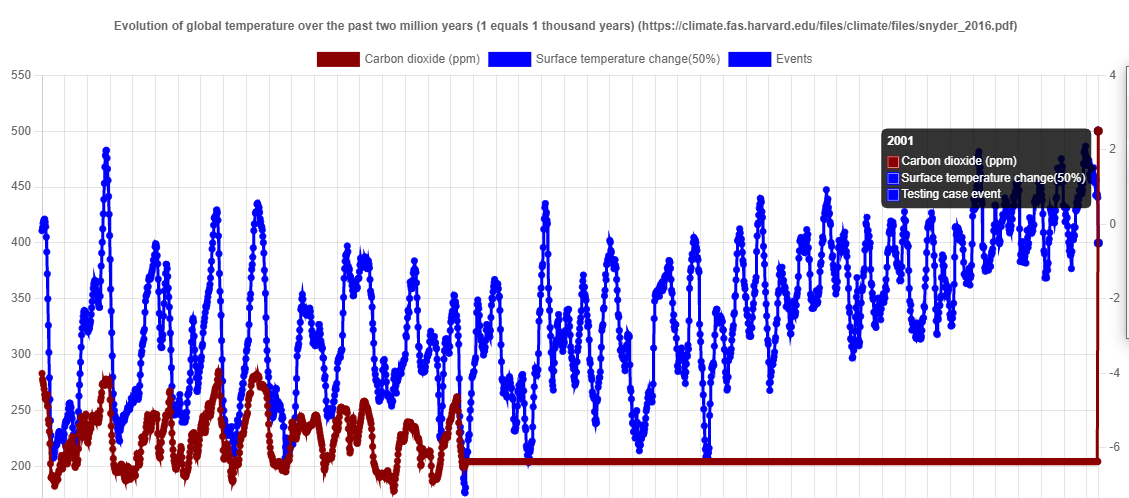 Evolution of global temperature over the past two million years (1 equals 1 thousand years) (https://climate.fas.harvard.edu/files/climate/files/snyder_2016.pdf)
Carbon dioxide (ppm) Surface temperature change(50%) Events
550 4
500
2001
2
Carbon dioxide (ppm)
450 Surface temperature change(50%)
Testing case event
0
400
350
-2
300
-4
250
-6
200